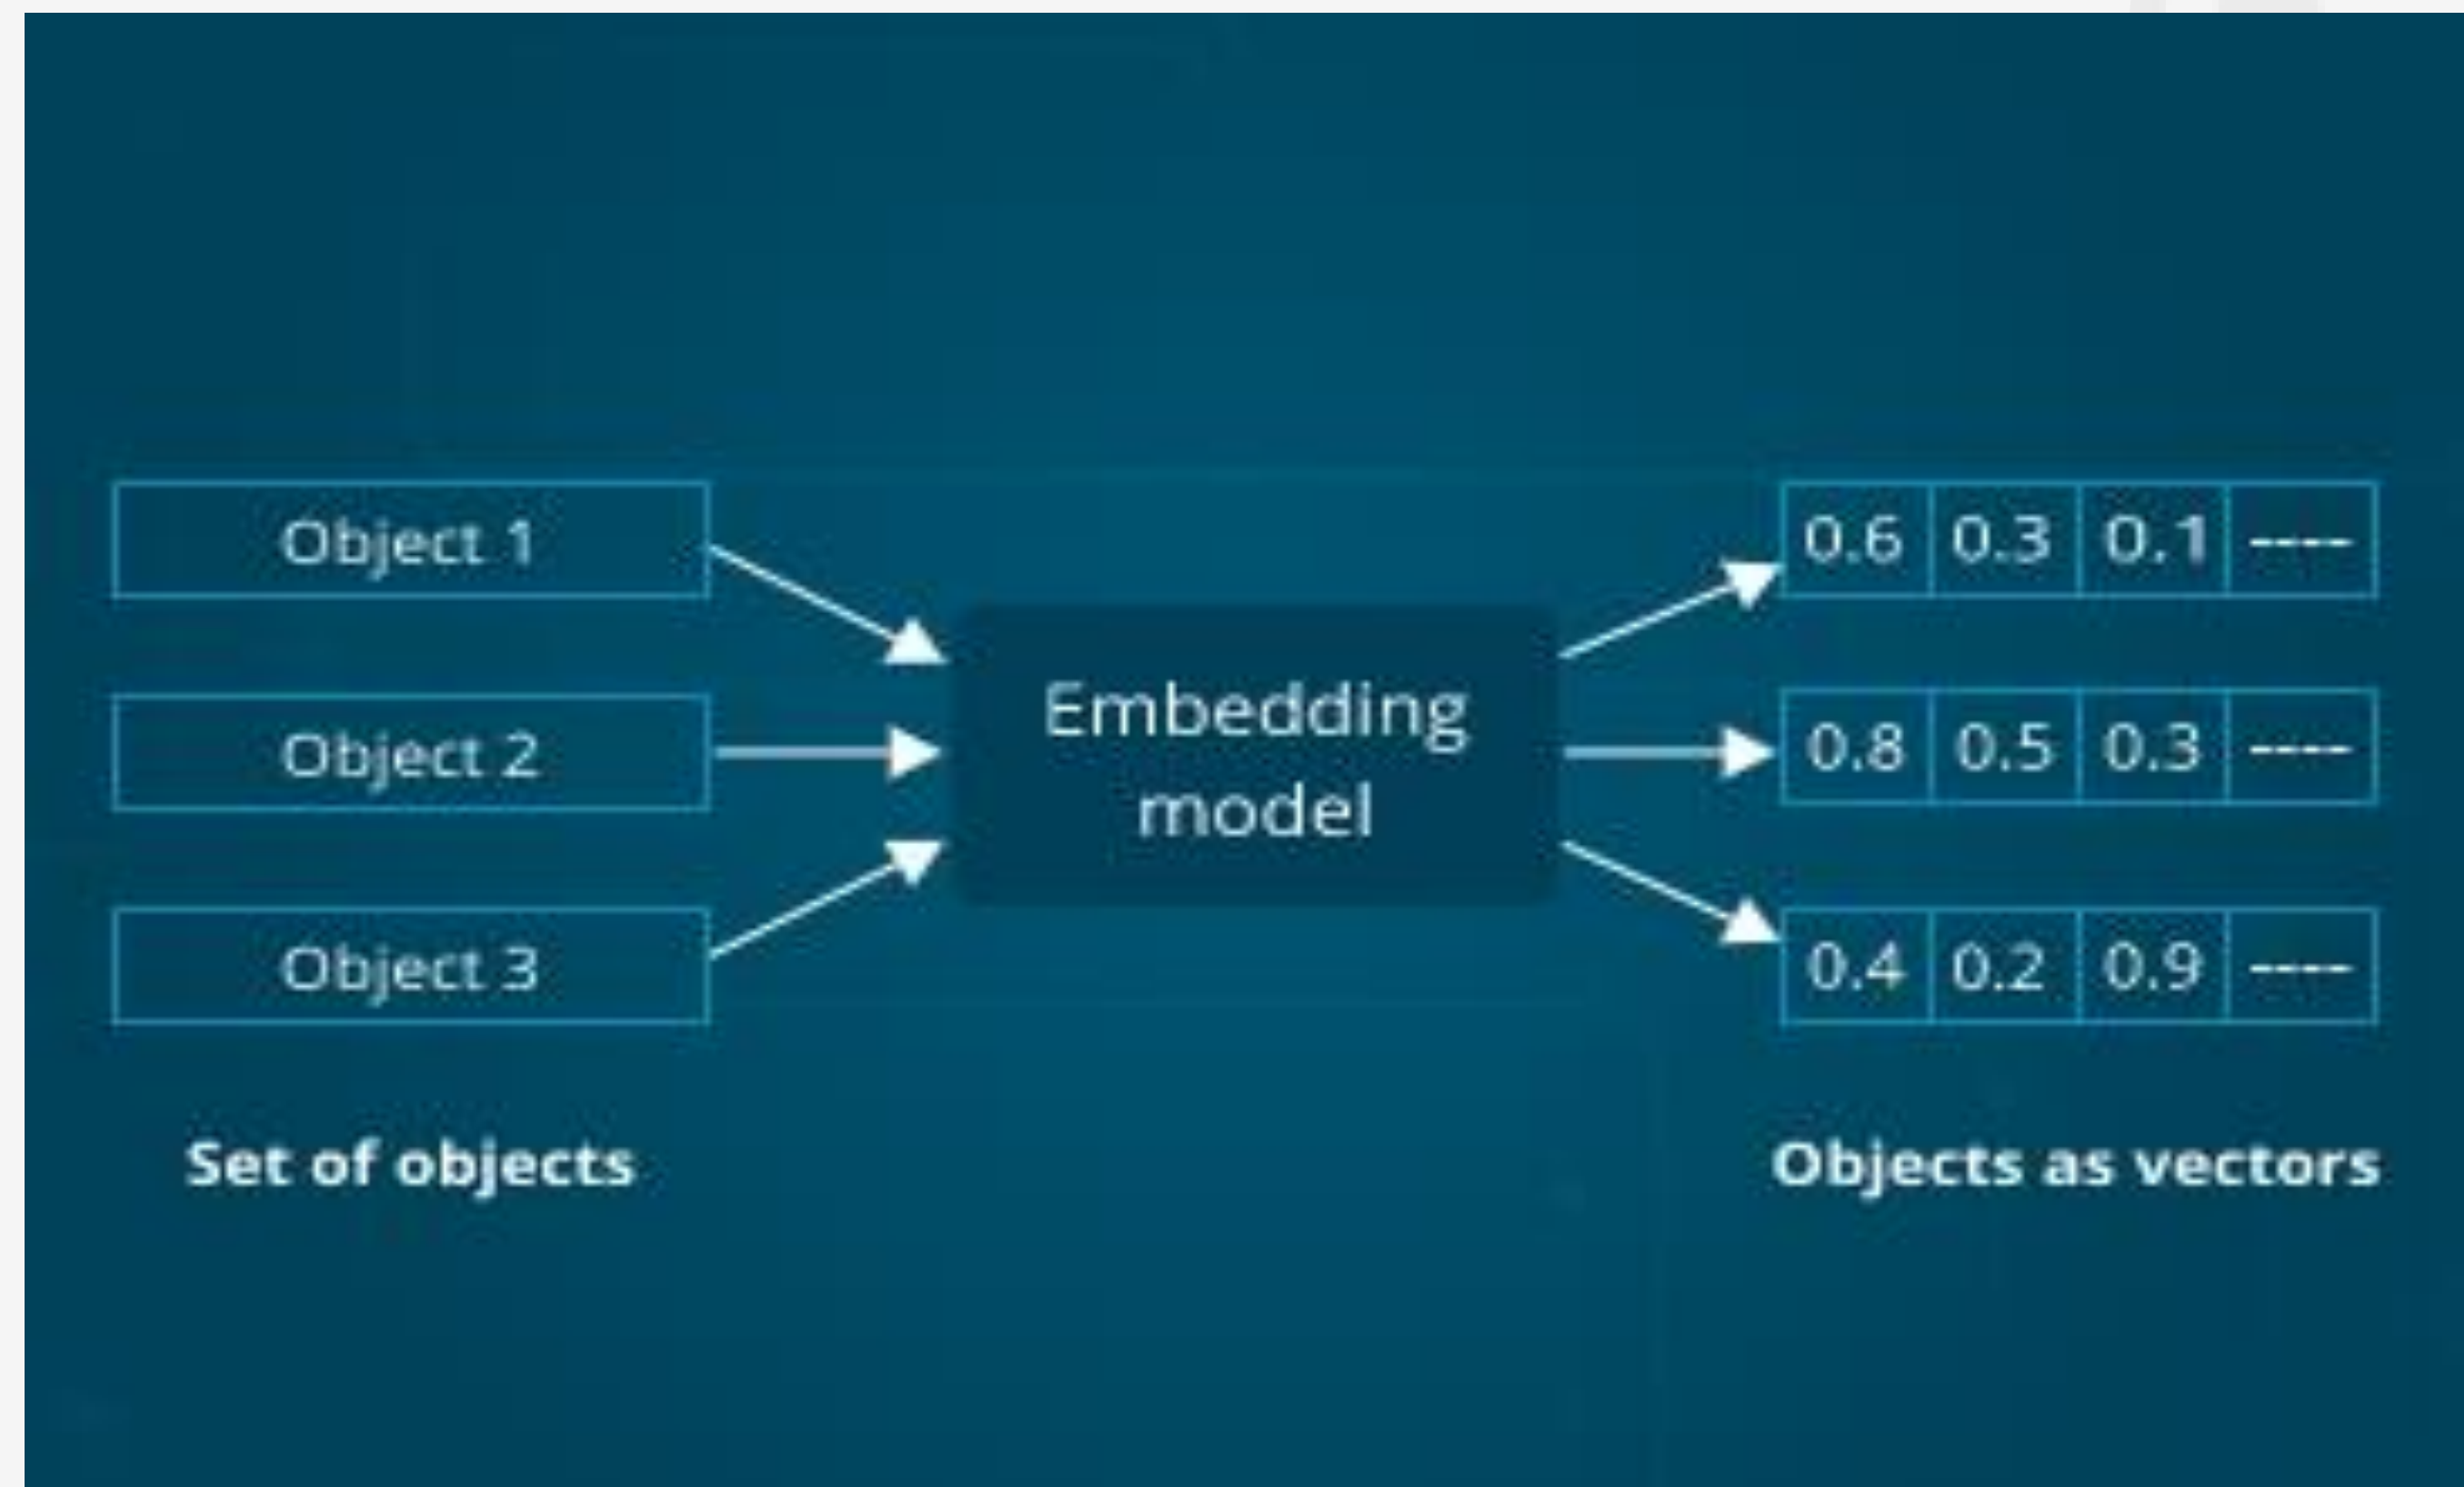 Object 1
0.6 0.3 0.1 ----
Embedding
model
Object 2
0.8 0.5 0.3 ----
Object 3
0.4 0.2 0.9 ----
Set of objects
Objects as vectors